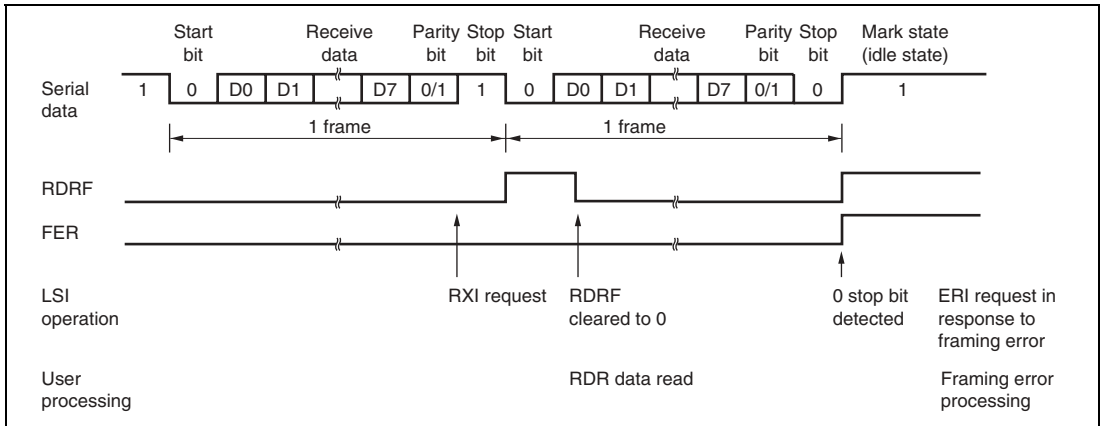 Start Receive Parity Stop Start Receive Parity Stop Mark state
bit data bit bit bit data bit bit (idle state)
Serial data 1 0 D0 D1 D7 0/1 1 0 D0 D1 D7 0/1 0 1
1 frame 1 frame
RDRF
FER
LSI RXI request RDRF 0 stop bit ERI request in
operation cleared to 0 detected response to
framing error
User RDR data read Framing error
processing processing